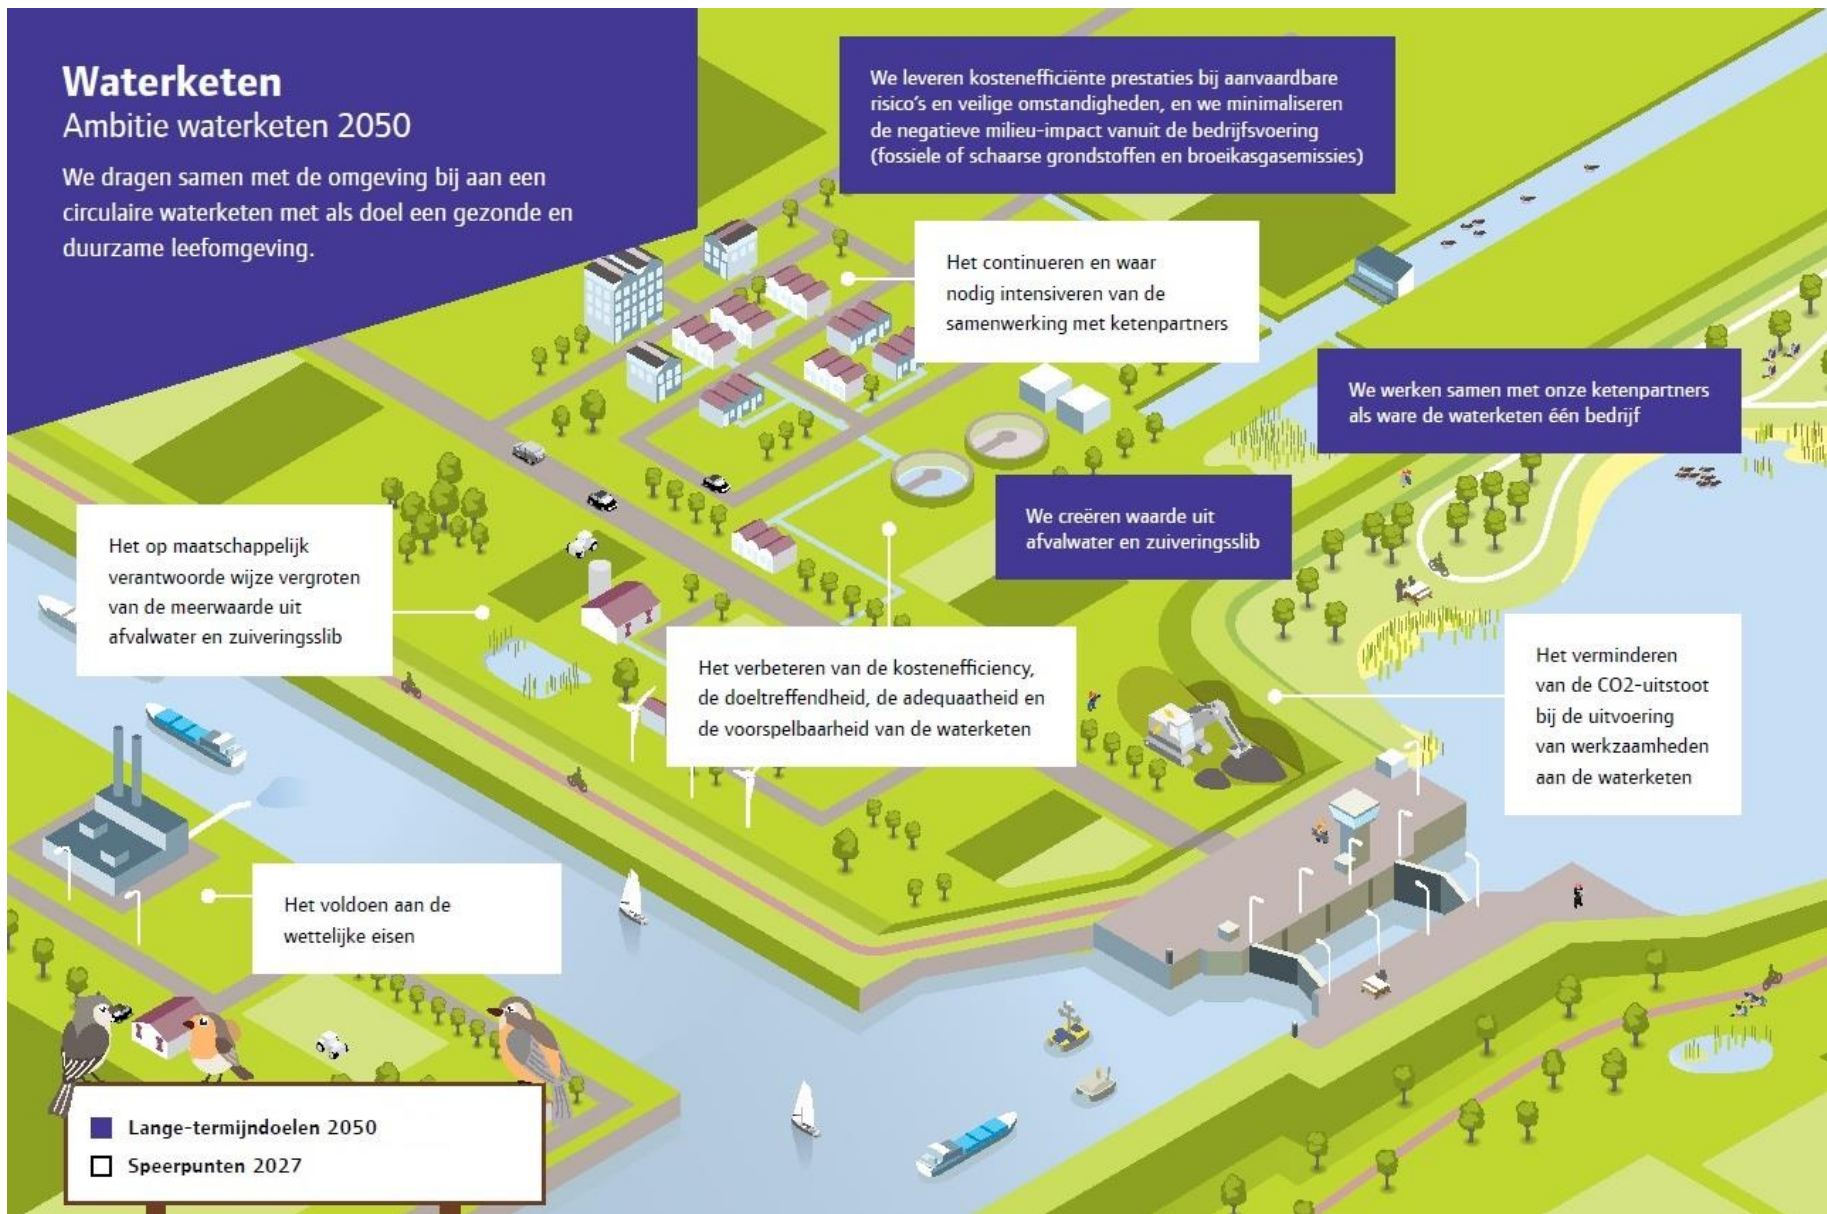 Waterketen
Ambitie waterketen 2050
We dragen samen met de omgeving bij aan een
circulaire waterketen met als doel een gezonde en
duurzame leefomgeving.
We leveren kostenefficiënte prestaties bij aanvaardbare
risico's en veilige omstandigheden, en we minimaliseren
de negatieve milieu-impact vanuit de bedrijfsvoering
(fossiele of schaarse grondstoffen en broeikasgasemissies)
Het continueren en waar
nodig intensiveren van de
samenwerking met ketenpartners
We werken samen met onze ketenpartners
als ware de waterketen één bedrijf
We creëren waarde uit
afvalwater en zuiveringsslib
Het op maatschappelijk
verantwoorde wijze vergroten
van de meerwaarde uit
afvalwater en zuiveringsslib
Het verbeteren van de kostenefficiency,
de doeltreffendheid, de adequaatheid en
de voorspelbaarheid van de waterketen
Het verminderen
van de CO2-uitstoot
bij de uitvoering
van werkzaamheden
aan de waterketen
Het voldoen aan de
wettelijke eisen
Lange-termijndoelen 2050
Speerpunten 2027